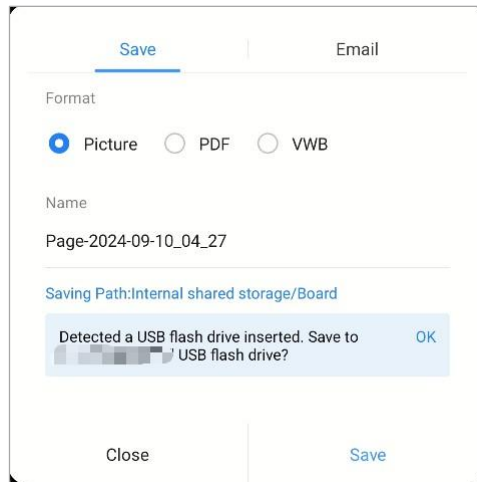 Save Email
Format
Picture PDF VWB
Name
Page-2024-09-10_04_27
Saving Path:Internal shared storage/Board
Detected a USB flash drive inserted. Save to OK
USB flash drive?
Close Save